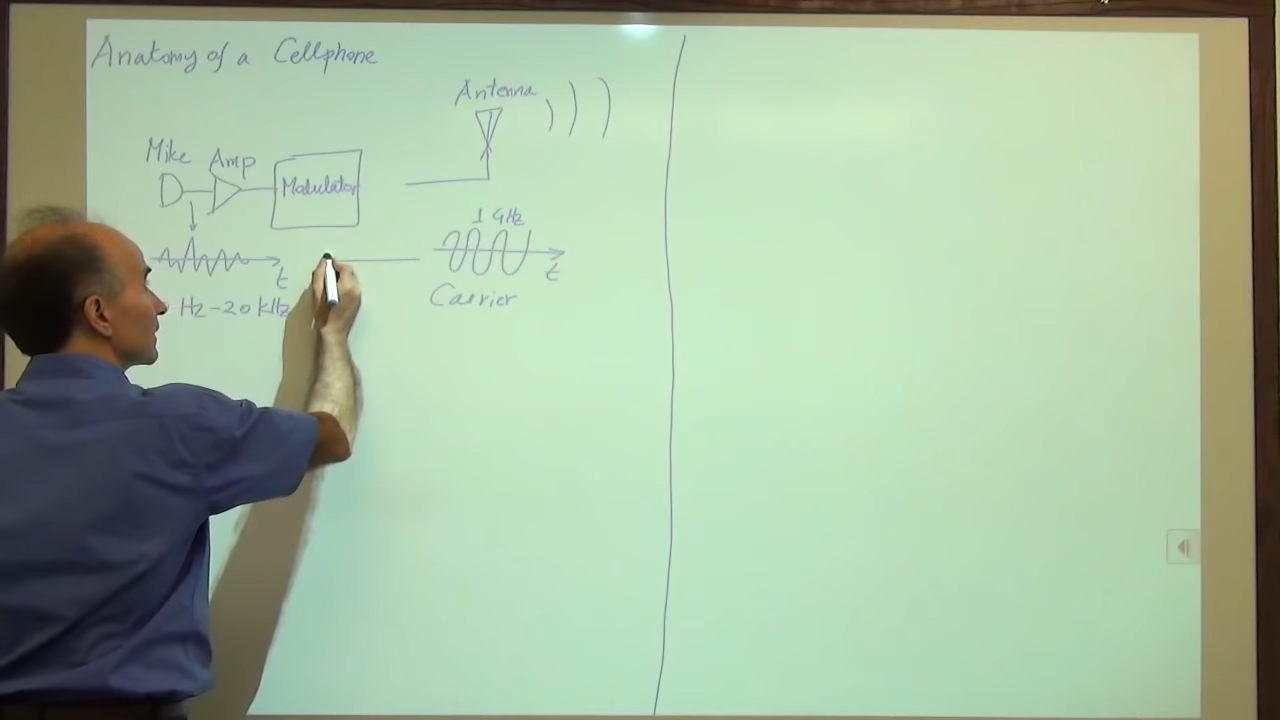 Anatomy of a Cellphone
Antenna
Mike
Amp
Modulator
1 GHz
t
t
Hz - 20 kHz
Carrier